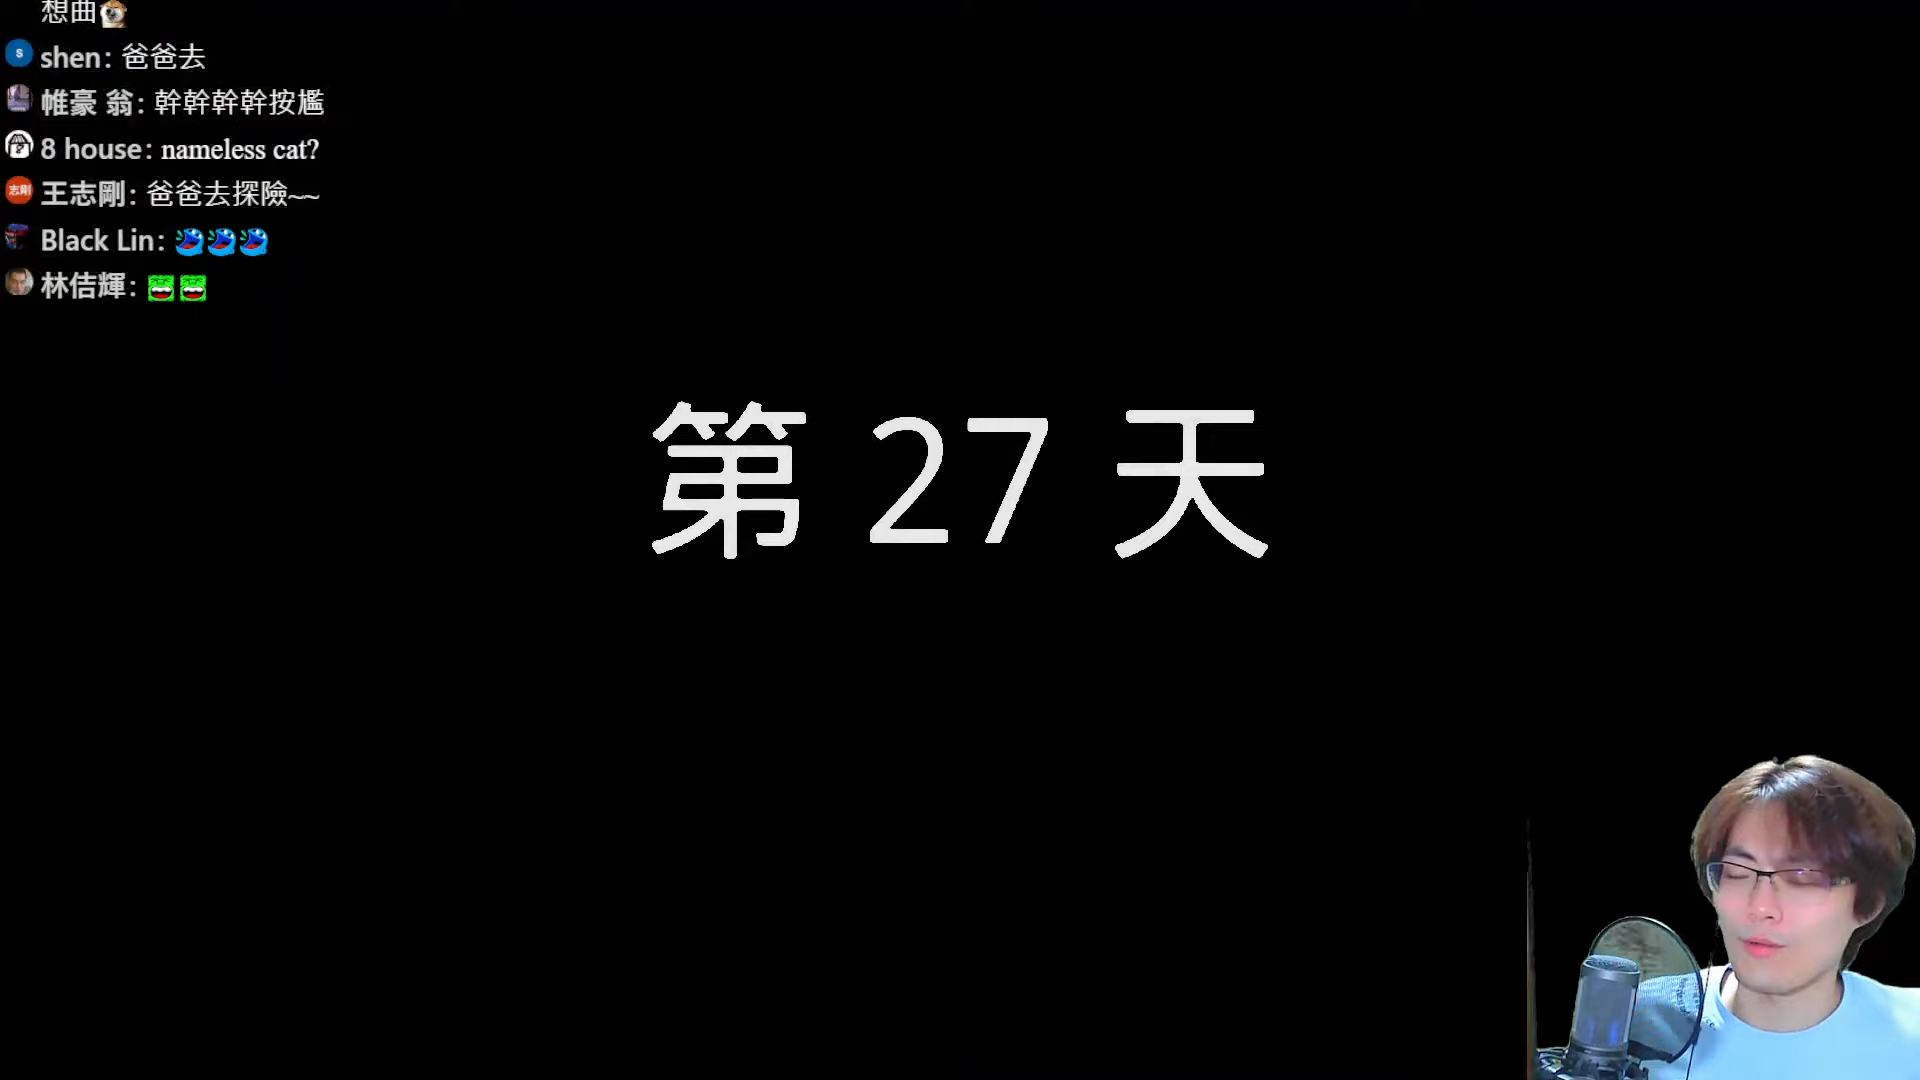 想曲
shen: 爸爸去
帷豪 翁: 幹幹幹幹按尷
8 house: nameless cat?
王志剛: 爸爸去探險~~
Black Lin:
林佶輝:
第 27 天